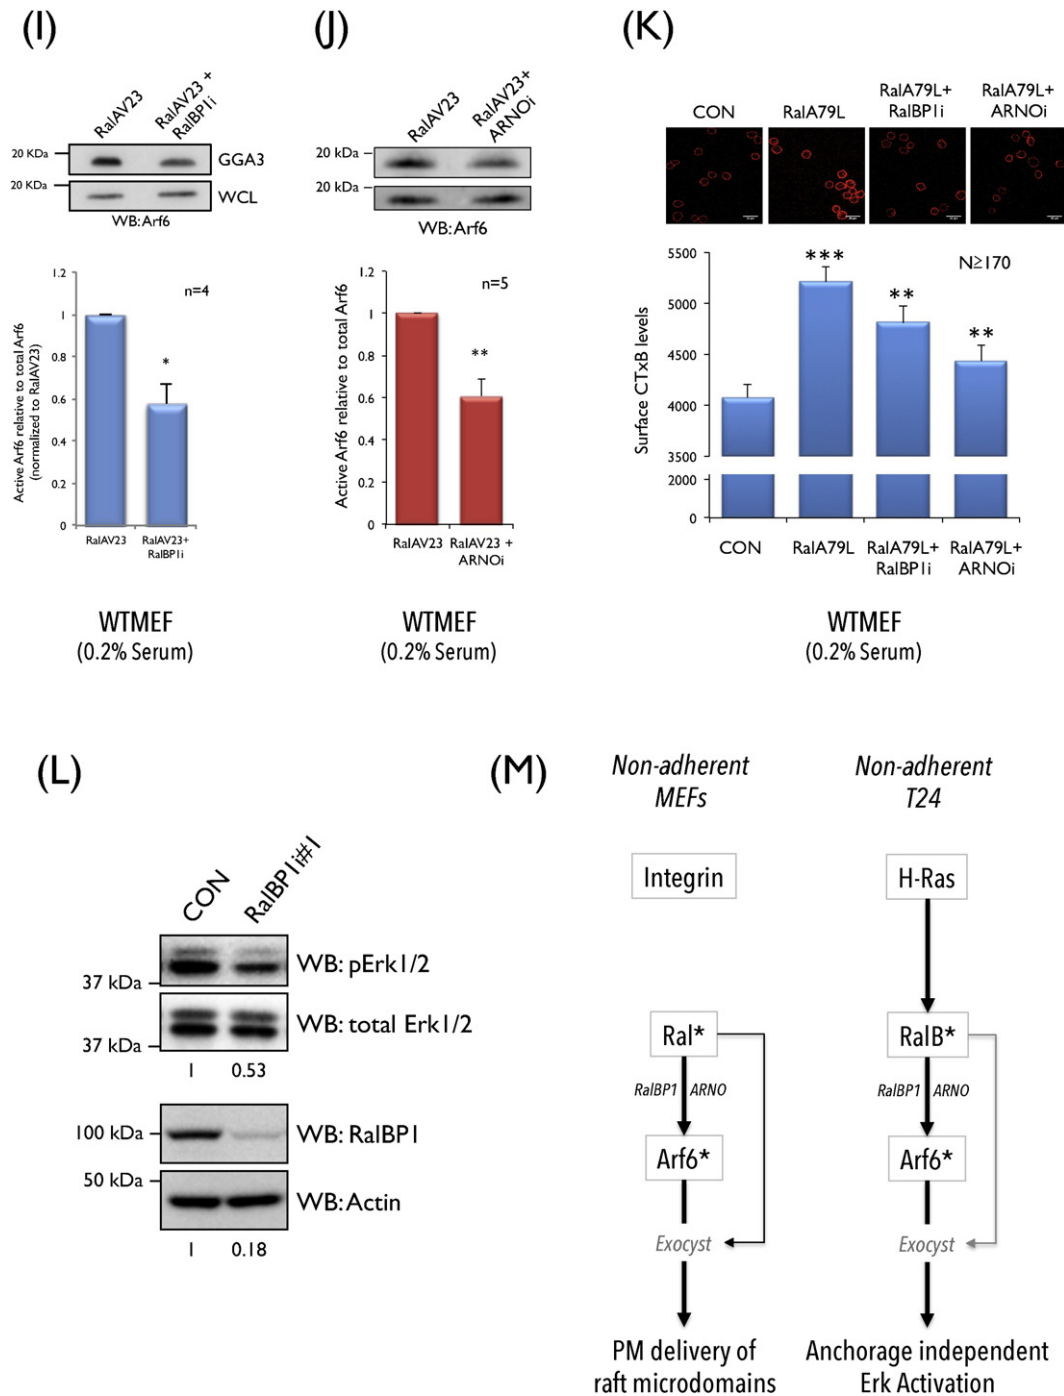 (I)
RalAV23
RalAV23 +
RalBP1i
20 KDa
GGA3
20 KDa
WCL
WB:Arf6
Active Arf6 relative to total Arf6
(normalized to RalAV23)
1.2
1
0.8
0.6
0.4
0.2
0
n=4
*
RalAV23
RalAV23+
RalBP1i
WTMEF
(0.2% Serum)
(J)
RalAV23
RalAV23+
ARNOi
20 kDa
20 kDa
WB:Arf6
Active Arf6 relative to total Arf6
1.2
1
0.8
0.6
0.4
0.2
0
n=5
**
RalAV23
RalAV23 +
ARNOi
WTMEF
(0.2% Serum)
(K)
CON
RalA79L
RalA79L+
RalBP1i
RalA79L+
ARNOi
Surface CTxB levels
5500
5000
4500
4000
3500
2000
0
N≥170
***
**
**
CON
RalA79L
RalA79L+
RalBP1i
RalA79L+
ARNOi
WTMEF
(0.2% Serum)
(L)
CON
RalBP1i#1
WB: pErk1/2
37 kDa
WB: total Erk1/2
37 kDa
1 0.53
100 kDa
WB: RalBP1
50 kDa
WB: Actin
1 0.18
(M)
Non-adherent
MEFs
Integrin
Ral*
RalBP1 ARNO
Arf6*
Exocyst
PM delivery of
raft microdomains
Non-adherent
T24
H-Ras
RalB*
RalBP1 ARNO
Arf6*
Exocyst
Anchorage independent
Erk Activation